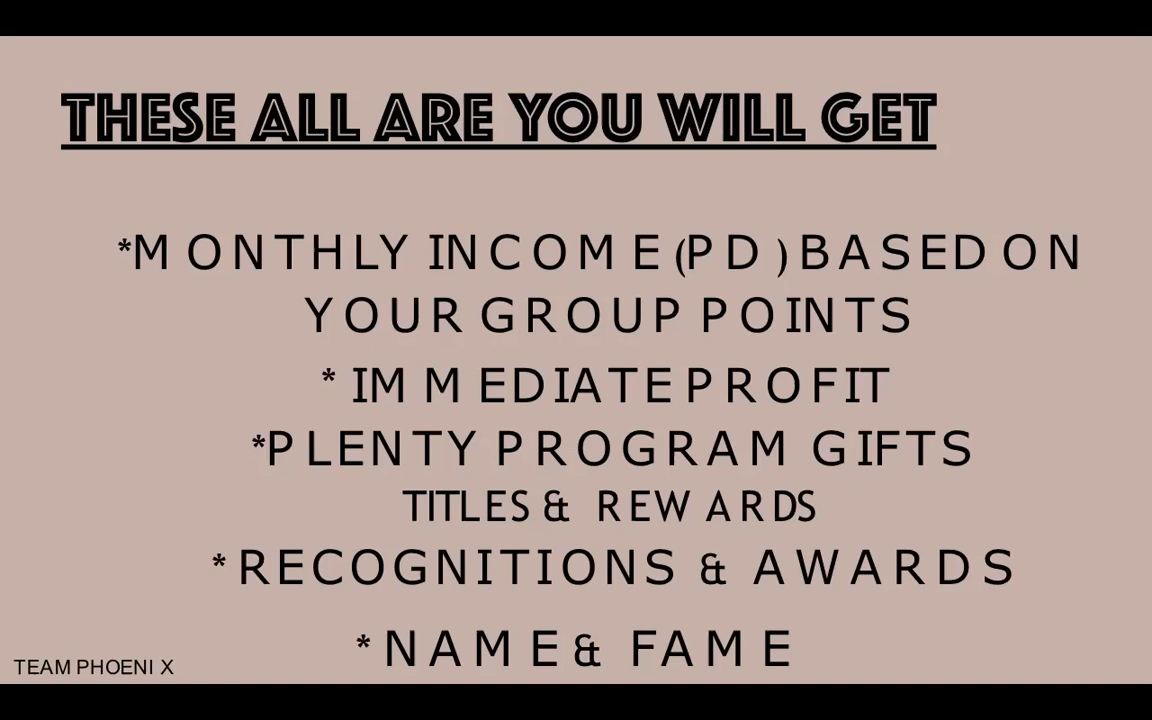 THESE ALL ARE YOU WILL GET
*MONTHLY INCOME (PD) BASED ON
YOUR GROUP POINTS
* IMMEDIATE PROFIT
*PLENTY PROGRAM GIFTS
TITLES & REWARDS
* RECOGNITIONS & AWARDS
* NAME & FAME
TEAM PHOENI X